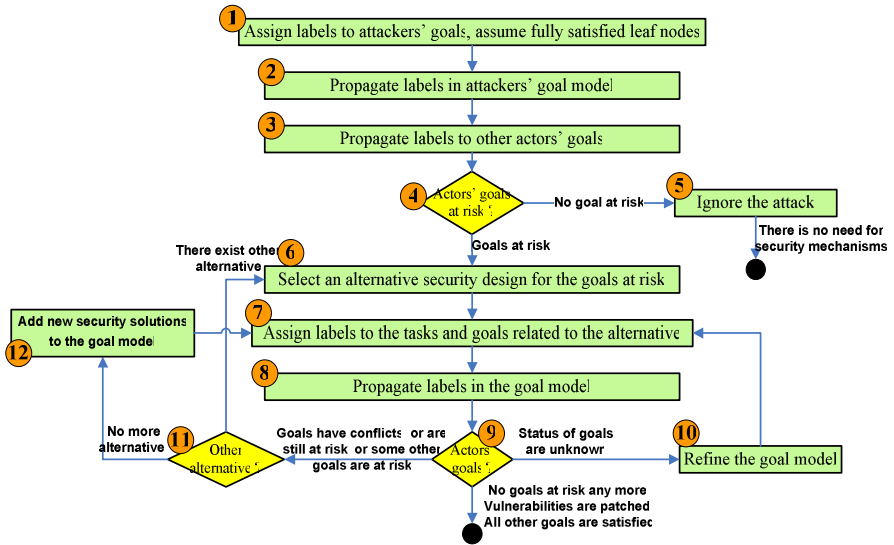 1
Assign labels to attackers' goals, assume fully satisfied leaf nodes
2
Propagate labels in attackers' goal model
3
Propagate labels to other actors' goals
4
Actors' goals
at risk ?
No goal at risk
5
Ignore the attack
There is no need for
security mechanisms
Goals at risk
There exist other
alternative
6
Select an alternative security design for the goals at risk
Add new security solutions
to the goal model
12
7
Assign labels to the tasks and goals related to the alternative
8
Propagate labels in the goal model
No more
alternative
11
Other
alternative ?
Goals have conflicts or are
still at risk or some other
goals are at risk
9
Actors'
goals ?
Status of goals
are unknown
10
Refine the goal model
No goals at risk any more
Vulnerabilities are patched
All other goals are satisfied